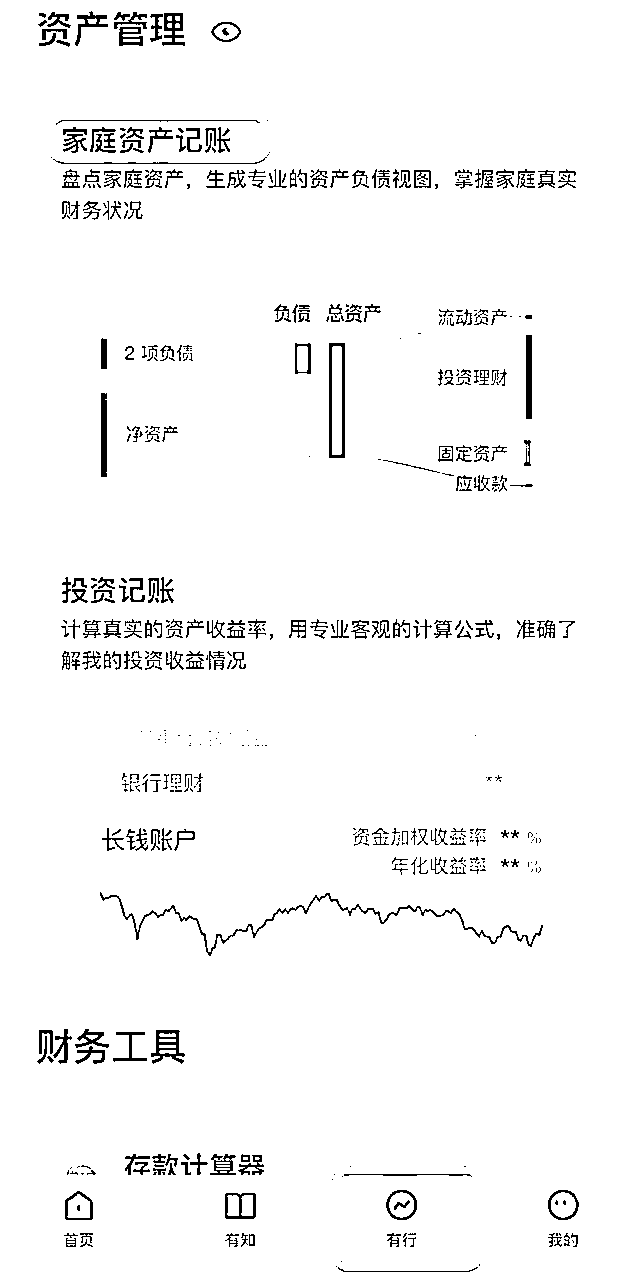 资产管理
家庭资产记账
盘点家庭资产，生成专业的资产负债视图，掌握家庭真实
财务状况
负债 总资产
流动资产
2 项负债
投资理财
净资产
固定资产
应收款
投资记账
计算真实的资产收益率，用专业客观的计算公式，准确了
解我的投资收益情况
银行理财 **
长钱账户 资金加权收益率 ** %
年化收益率 ** %
财务工具
存款计算器
首页 有知 有行 我的